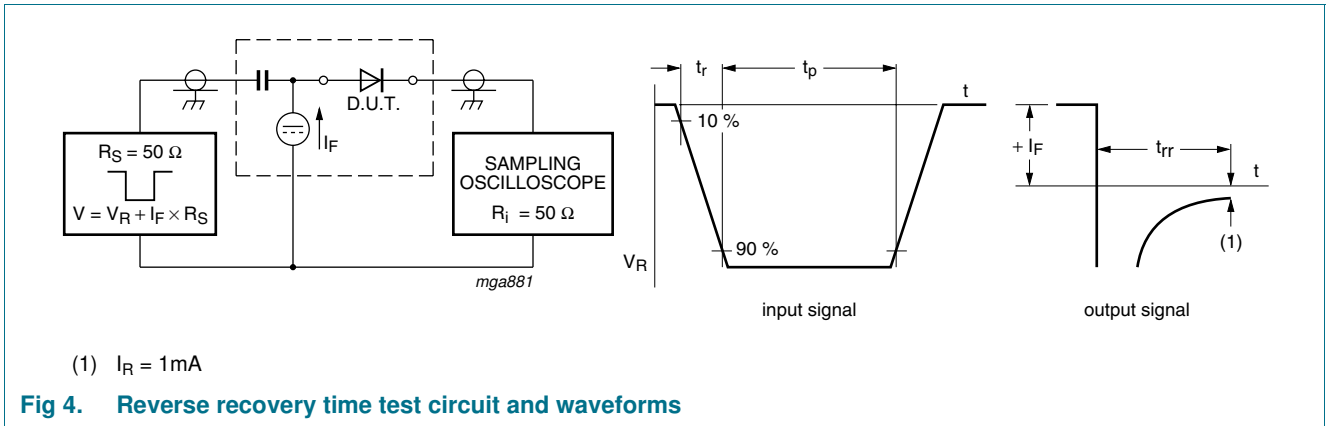 D.U.T.
I_F
R_S = 50 Ω
V = V_R + I_F × R_S
SAMPLING
OSCILLOSCOPE
R_i = 50 Ω
mga881
t_r
t_p
t
10 %
90 %
V_R
input signal
+ I_F
t_rr
t
(1)
output signal
(1) I_R = 1mA
Fig 4. Reverse recovery time test circuit and waveforms